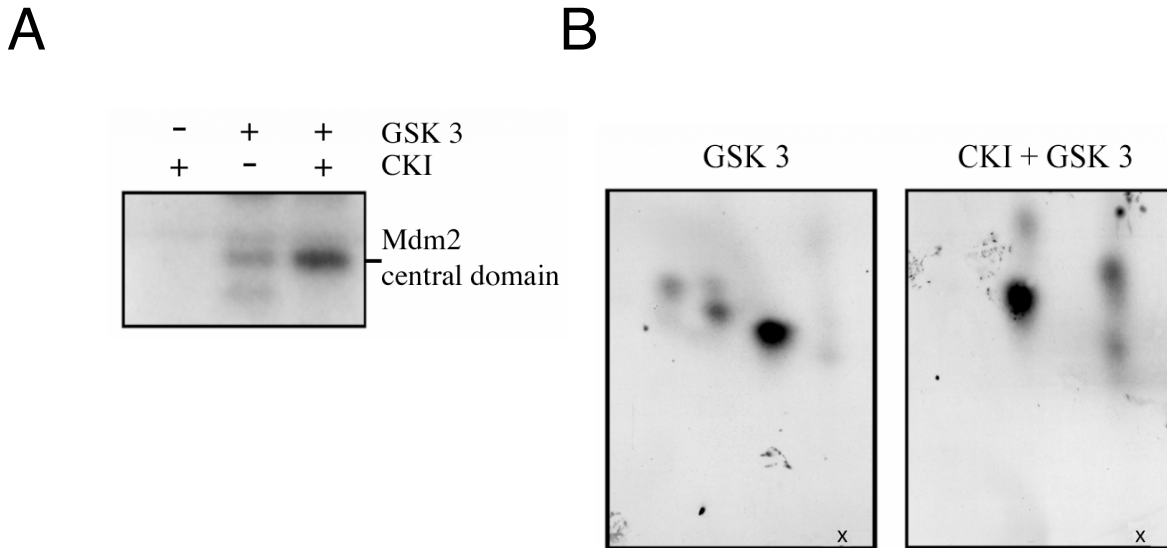 A
- + + GSK 3
+ - + CKI
Mdm2
central domain
B
GSK 3
CKI + GSK 3
x
x